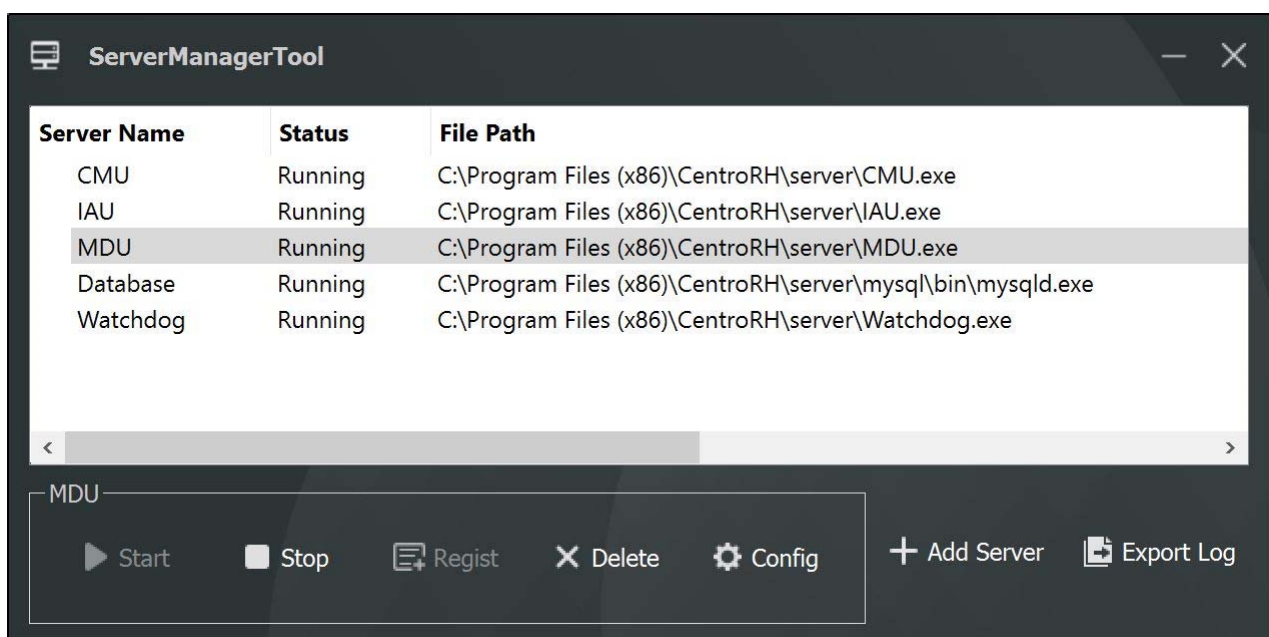 ServerManagerTool
Server Name Status File Path
CMU Running C:\Program Files (x86)\CentroRH\server\CMU.exe
IAU Running C:\Program Files (x86)\CentroRH\server\IAU.exe
MDU Running C:\Program Files (x86)\CentroRH\server\MDU.exe
Database Running C:\Program Files (x86)\CentroRH\server\mysql\bin\mysqld.exe
Watchdog Running C:\Program Files (x86)\CentroRH\server\Watchdog.exe
MDU
Start Stop Regist Delete Config Add Server Export Log